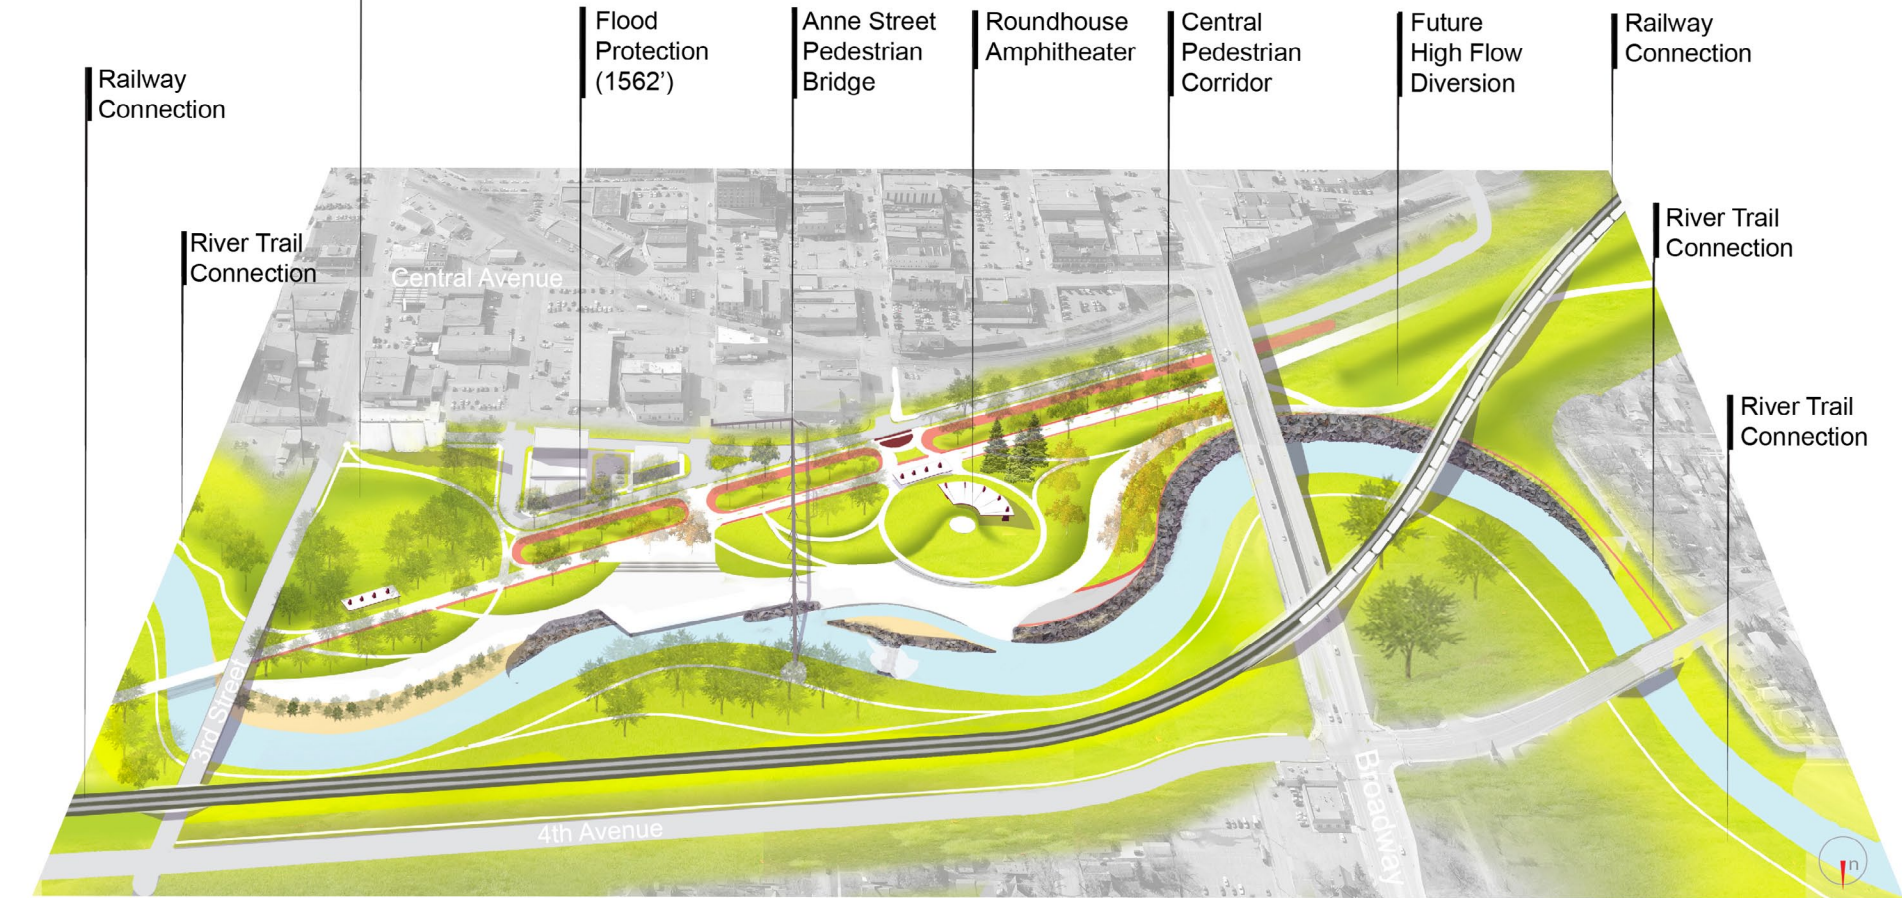 Flood
Protection
(1562’)
Anne Street
Pedestrian
Bridge
Roundhouse
Amphitheater
Central
Pedestrian
Corridor
Future
High Flow
Diversion
Railway
Connection
Railway
Connection
River Trail
Connection
River Trail
Connection
River Trail
Connection
Central Avenue
3rd Street
4th Avenue
Broadway
n